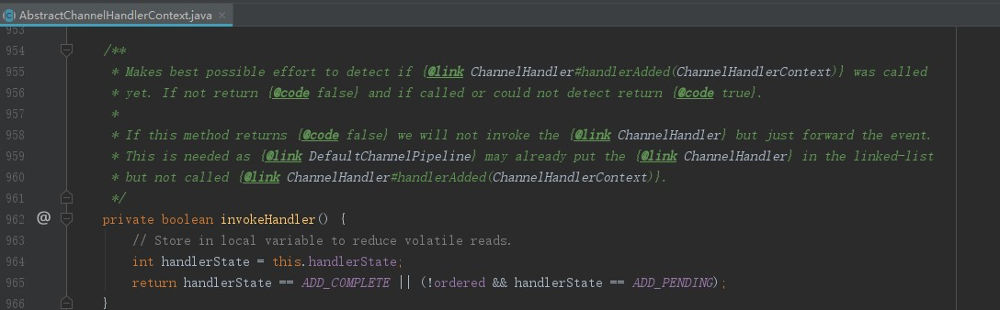 AbstractChannelHandlerContext.java
953
954 /**
955 * Makes best possible effort to detect if {@link ChannelHandler#handlerAdded(ChannelHandlerContext)} was called
956 * yet. If not return {@code false} and if called or could not detect return {@code true}.
957 *
958 * If this method returns {@code false} we will not invoke the {@link ChannelHandler} but just forward the event.
959 * This is needed as {@link DefaultChannelPipeline} may already put the {@link ChannelHandler} in the linked-list
960 * but not called {@link ChannelHandler#handlerAdded(ChannelHandlerContext)}.
961 */
962 @ private boolean invokeHandler() {
963 // Store in local variable to reduce volatile reads.
964 int handlerState = this.handlerState;
965 return handlerState == ADD_COMPLETE || (!ordered && handlerState == ADD_PENDING);
966 }